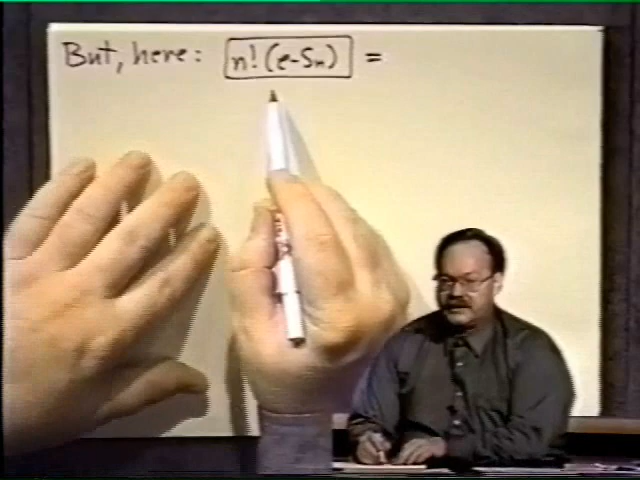 But, here: n! (e-Sn) =